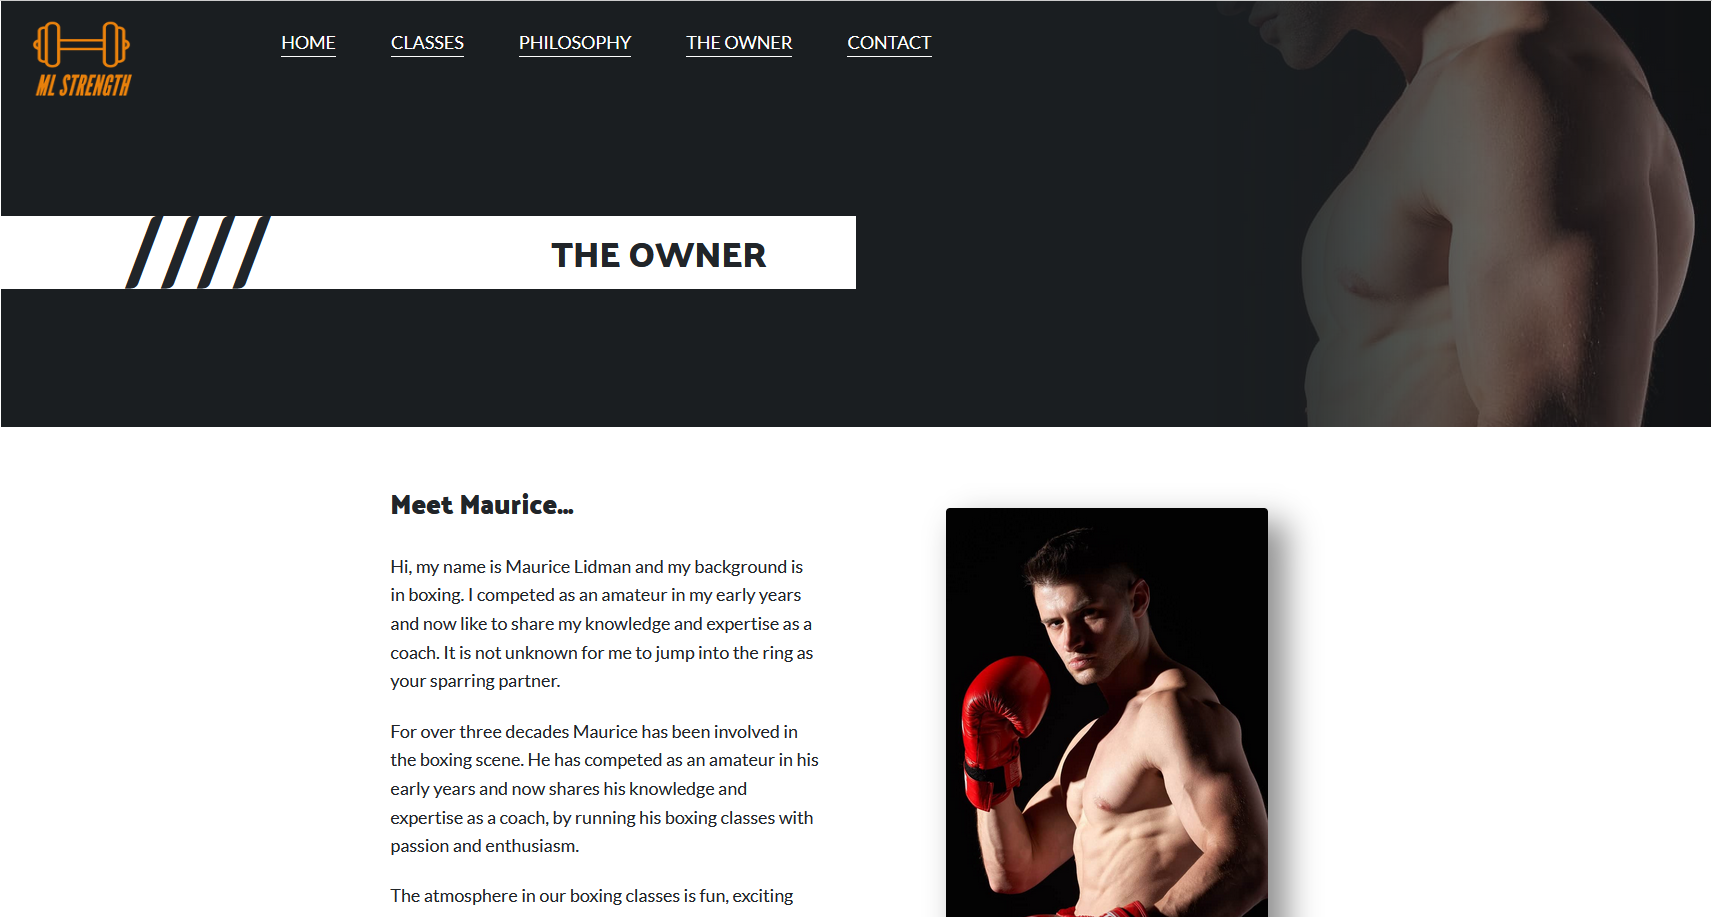 ML STRENGTH
HOME
CLASSES
PHILOSOPHY
THE OWNER
CONTACT
THE OWNER
Meet Maurice...
Hi, my name is Maurice Lidman and my background is
in boxing. I competed as an amateur in my early years
and now like to share my knowledge and expertise as a
coach. It is not unknown for me to jump into the ring as
your sparring partner.
For over three decades Maurice has been involved in
the boxing scene. He has competed as an amateur in his
early years and now shares his knowledge and
expertise as a coach, by running his boxing classes with
passion and enthusiasm.
The atmosphere in our boxing classes is fun, exciting